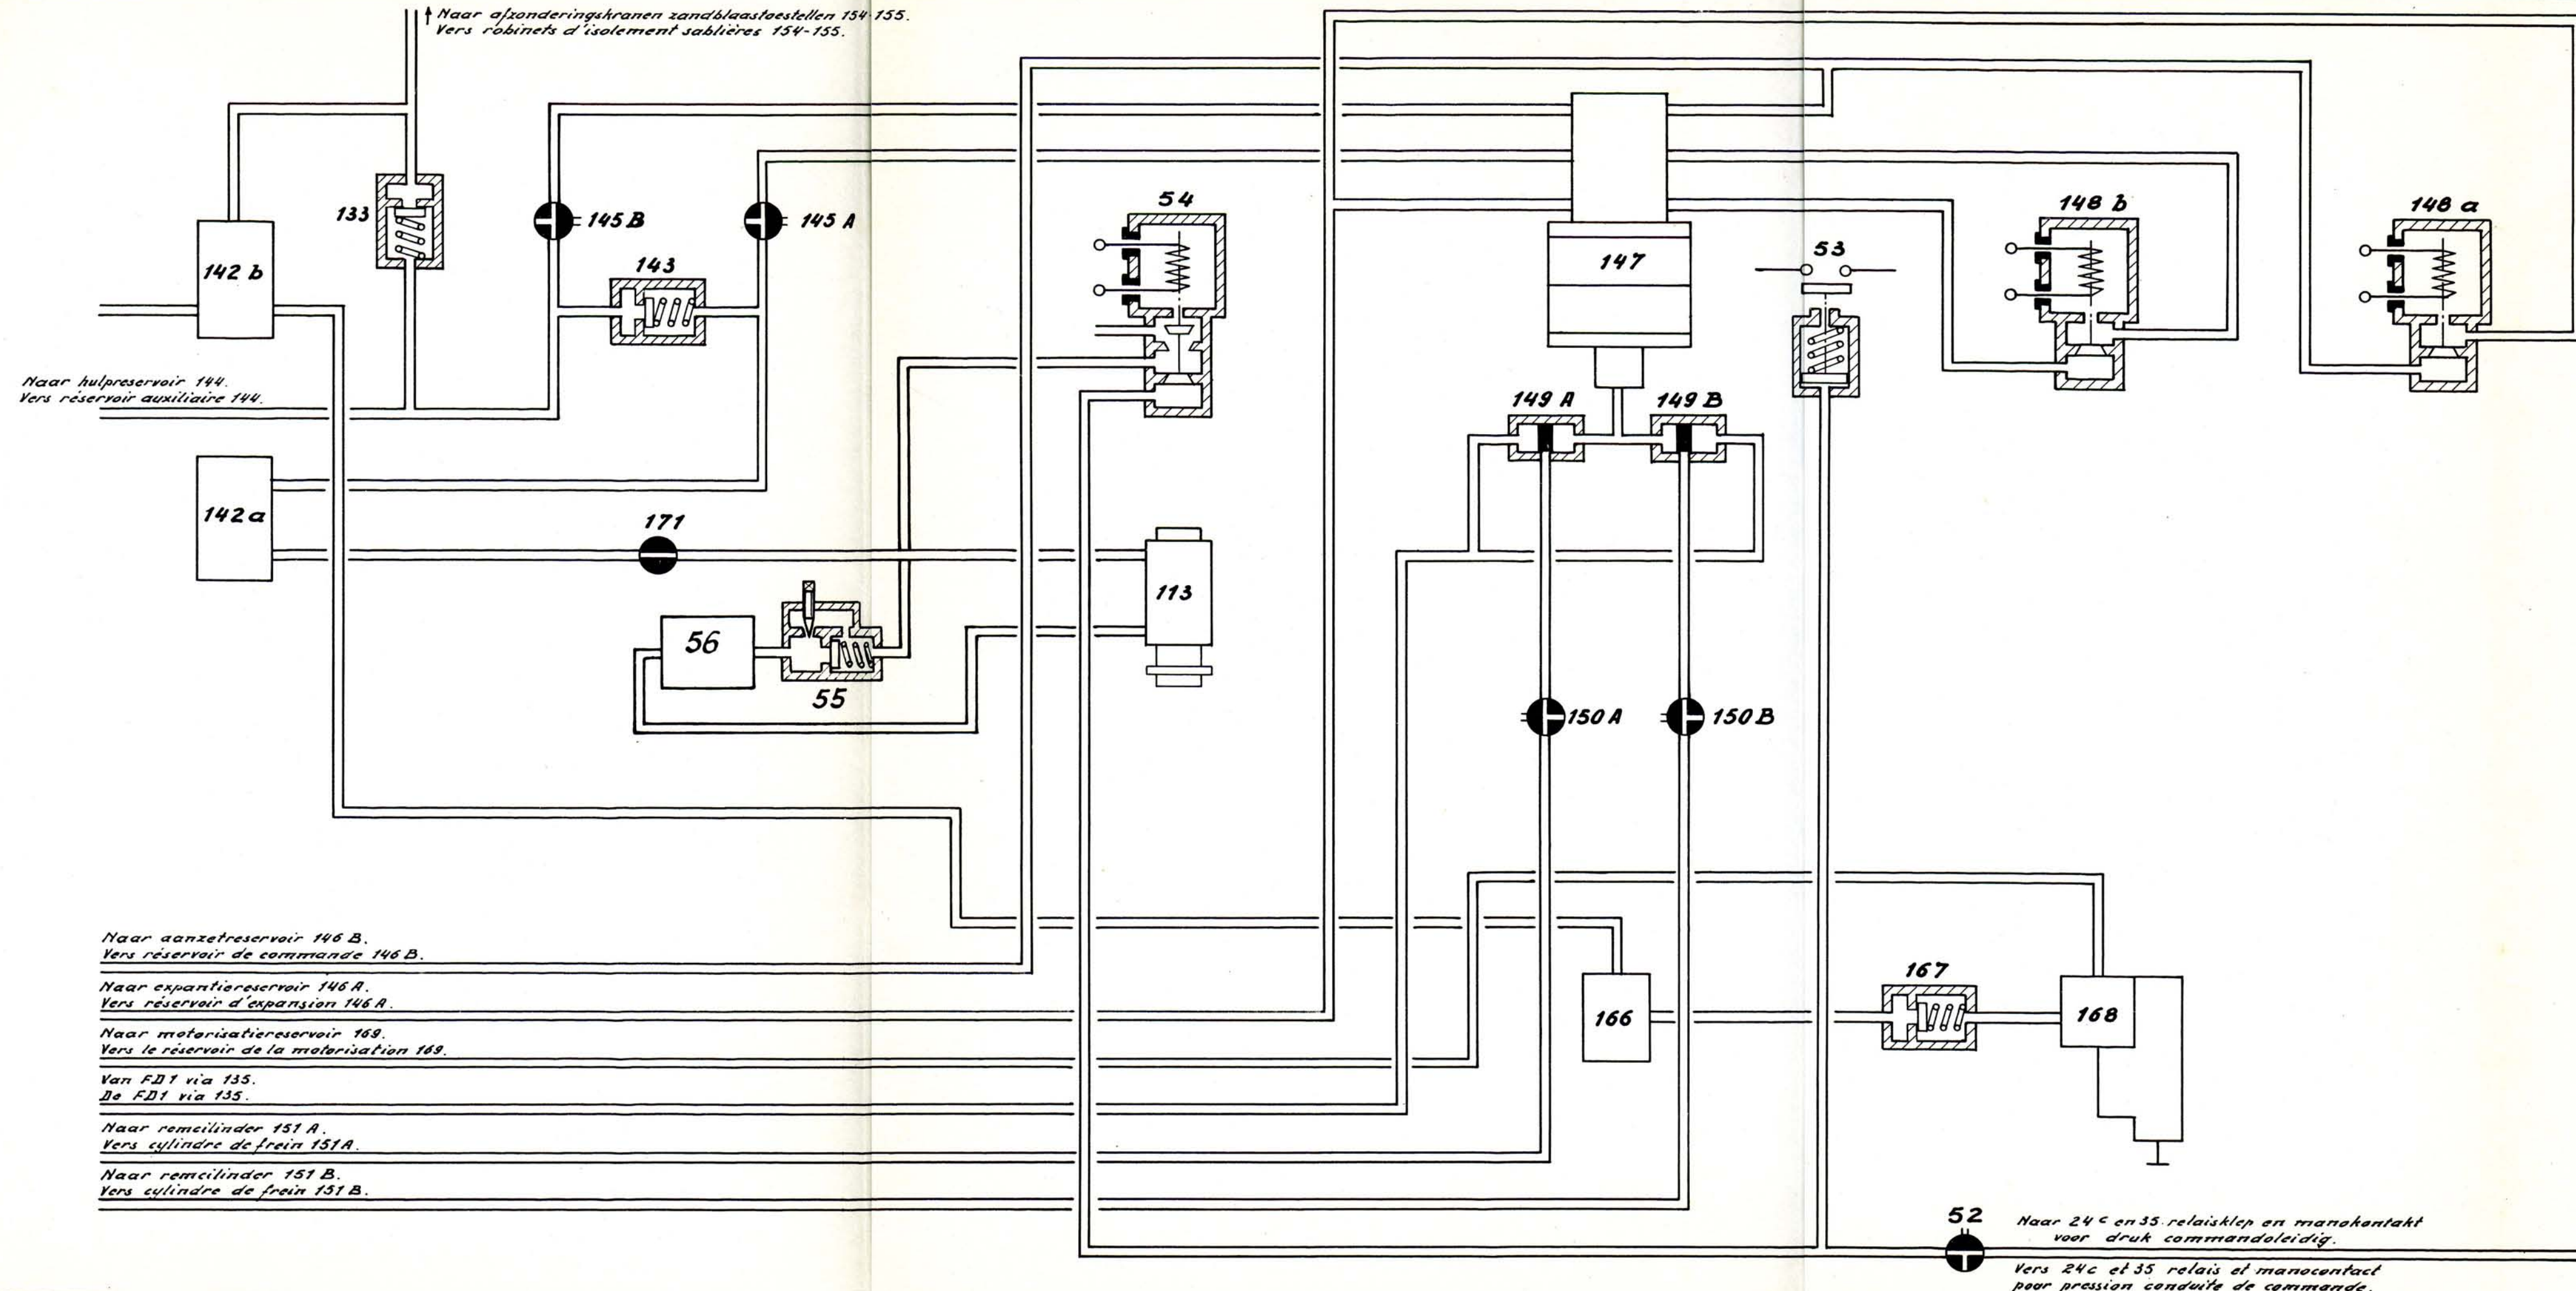 Naar afzonderingskranen zandblaastoestellen 154-155.
Vers robinets d'isolement sablières 154-155.
133
142 b
145 B
145 A
143
54
147
53
148 b
148 a
Naar hulpreservoir 144.
Vers réservoir auxiliaire 144.
149 A
149 B
142 a
171
113
56
55
150 A
150 B
Naar aanzetreservoir 146 B.
Vers réservoir de commande 146 B.
Naar expantiereservoir 146 A.
Vers réservoir d'expansion 146 A.
Naar motorisatiereservoir 169.
Vers le réservoir de la motorisation 169.
Van FD1 via 135.
De FD1 via 135.
Naar remcilinder 151 A.
Vers cylindre de frein 151 A.
Naar remcilinder 151 B.
Vers cylindre de frein 151 B.
166
167
168
52
Naar 24 c en 35 relaisklep en manokontakt
voor druk commandoleidig.
Vers 24c et 35 relais et manocontact
pour pression conduite de commande.